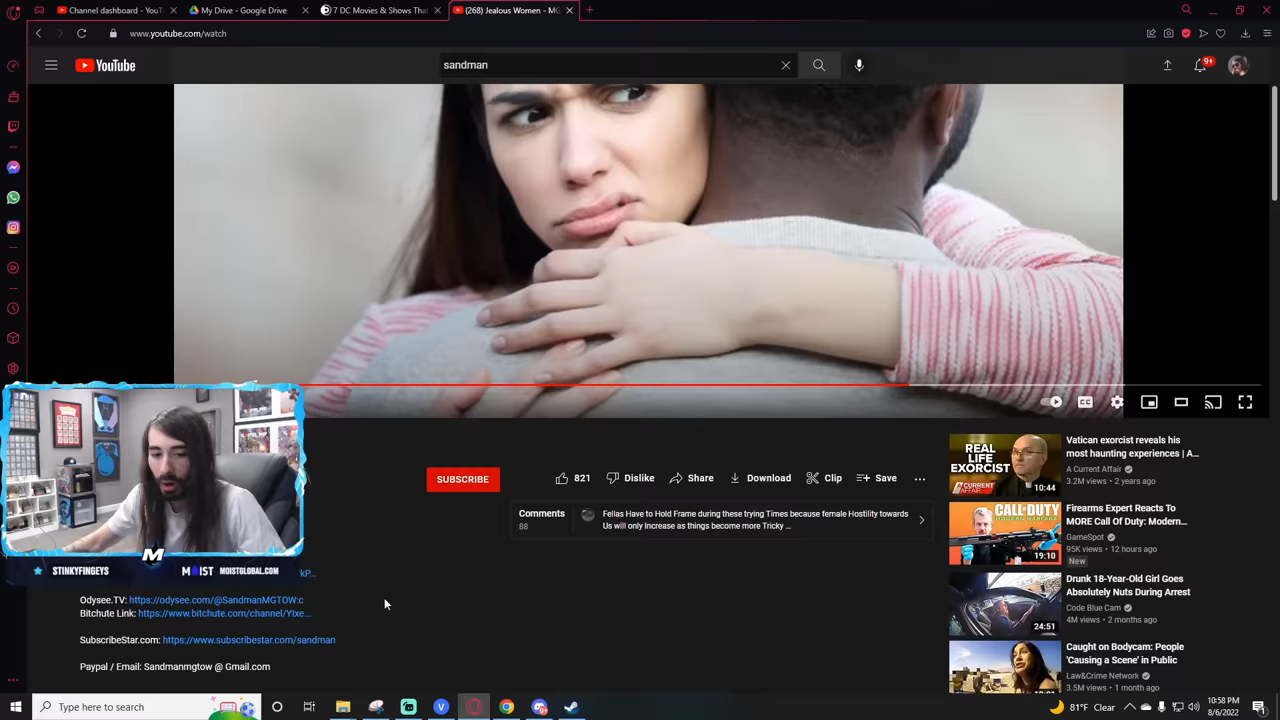 Channel dashboard - YouT
My Drive - Google Drive
7 DC Movies & Shows Tha
(268) Jealous Women - MG
www.youtube.com/watch
YouTube
sandman
9+
CC
SUBSCRIBE
821
Dislike
Share
Download
Clip
Save
Comments
88
Fellas Have to Hold Frame during these trying Times because female Hostility towards
Us will only Increase as things become more Tricky ...
REAL
LIFE
EXORCIST
A CURRENT AFFAIR
10:44
Vatican exorcist reveals his
most haunting experiences | A...
A Current Affair
3.2M views • 2 years ago
CALL OF DUTY
19:10
Firearms Expert Reacts To
MORE Call Of Duty: Modern...
GameSpot
95K views • 12 hours ago
New
24:51
Drunk 18-Year-Old Girl Goes
Absolutely Nuts During Arrest
Code Blue Cam
4M views • 2 months ago
Caught on Bodycam: People
'Causing a Scene' in Public
Law&Crime Network
3.5M views • 1 month ago
M
STINKYFINGEYS
MOIST
MOISTGLOBAL.COM
kP...
Odysee.TV: https://odysee.com/@SandmanMGTOW:c
Bitchute Link: https://www.bitchute.com/channel/YIxe...
SubscribeStar.com: https://www.subscribestar.com/sandman
Paypal / Email: Sandmanmgtow @ Gmail.com
Type here to search
81°F Clear
10:58 PM
8/6/2022